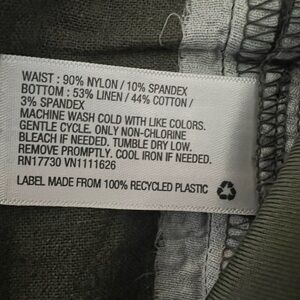 WAIST : 90% NYLON / 10% SPANDEX
BOTTOM : 53% LINEN / 44% COTTON /
3% SPANDEX
MACHINE WASH COLD WITH LIKE COLORS.
GENTLE CYCLE. ONLY NON-CHLORINE
BLEACH IF NEEDED. TUMBLE DRY LOW.
REMOVE PROMPTLY. COOL IRON IF NEEDED.
RN17730 VN1111626
LABEL MADE FROM 100% RECYCLED PLASTIC